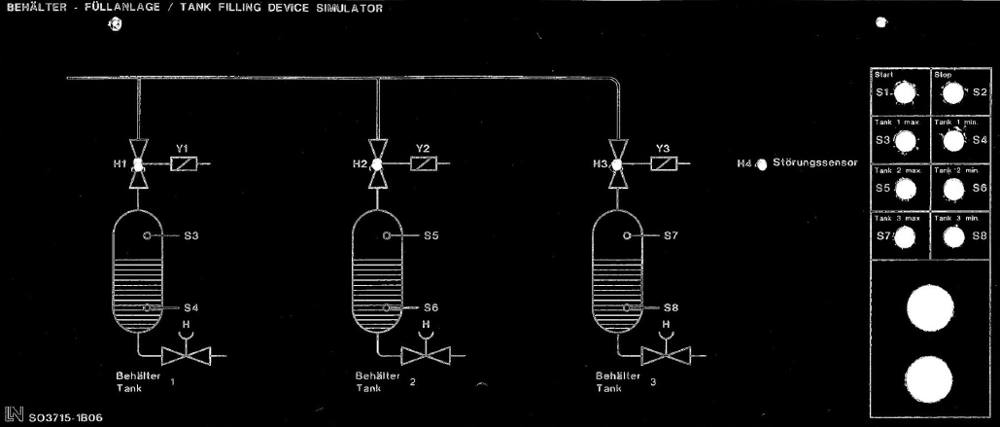 BEHÄLTER - FÜLLANLAGE / TANK FILLING DEVICE SIMULATOR
Start
Stop
S1
S2
Tank 1 max
Tank 1 min.
S3
S4
Tank 2 max
Tank 2 min
S5
S6
Tank 3 max
Tank 3 min
S7
S8
H1
Y1
H2
Y2
H3
Y3
H4
Störungssensor
S3
S5
S7
S4
S6
S8
H
H
H
Behälter
Tank
1
Behälter
Tank
2
Behälter
Tank
3
LN SO3715-1B06